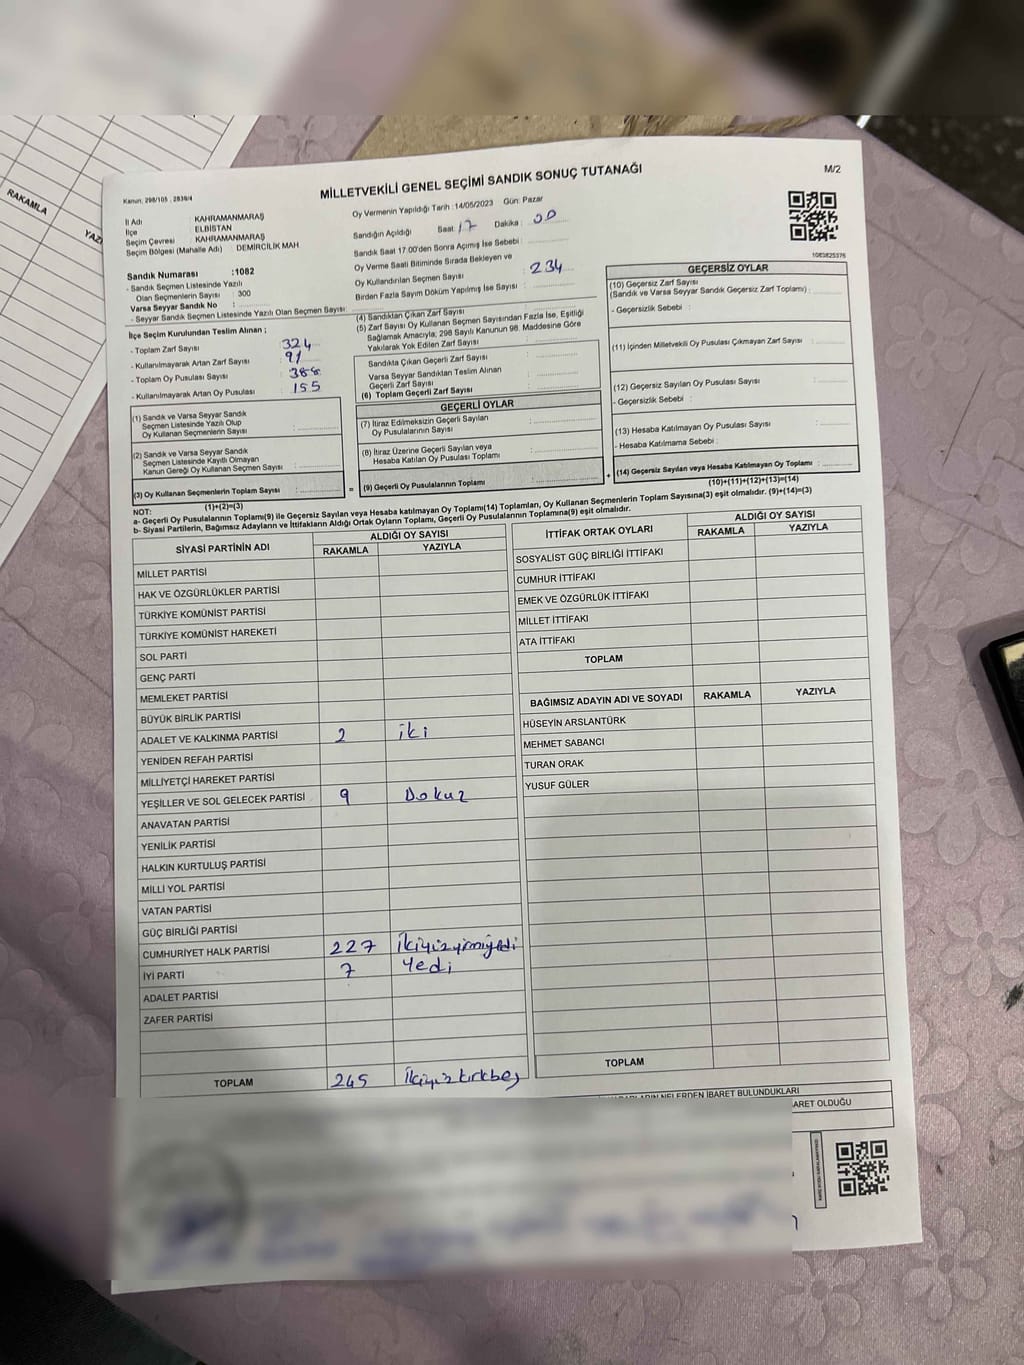 MİLLETVEKİLİ GENEL SEÇİMİ SANDIK SONUÇ TUTANAĞI
M/2
Kanun, 298/105 , 2839/4
İl Adı : KAHRAMANMARAŞ
İlçe : ELBİSTAN
Seçim Çevresi : KAHRAMANMARAŞ
Seçim Bölgesi (Mahalle Adı) : DEMİRCİLİK MAH
Sandık Numarası :1082
- Sandık Seçmen Listesinde Yazılı
Olan Seçmenlerin Sayısı : 300
Varsa Seyyar Sandık No :
- Seyyar Sandık Seçmen Listesinde Yazılı Olan Seçmen Sayısı:
Oy Vermenin Yapıldığı Tarih : 14/05/2023 Gün: Pazar
Sandığın Açıldığı Saat 17 Dakika : 00
Sandık Saat 17.00'den Sonra Açımış İse Sebebi :
Oy Verme Saati Bitiminde Sırada Bekleyen ve
Oy Kullandırılan Seçmen Sayısı : 234
Birden Fazla Sayım Döküm Yapılmış İse Sayısı :
1083825376
İlçe Seçim Kurulundan Teslim Alınan ;
- Toplam Zarf Sayısı : 324
- Kullanılmayarak Artan Zarf Sayısı : 91
- Toplam Oy Pusulası Sayısı : 388
- Kullanılmayarak Artan Oy Pusulası : 155
(1) Sandık ve Varsa Seyyar Sandık
Seçmen Listesinde Yazılı Olup
Oy Kullanan Seçmenlerin Sayısı :
(2) Sandık ve Varsa Seyyar Sandık
Seçmen Listesinde Kayıtlı Olmayan
Kanun Gereği Oy Kullanan Seçmen Sayısı :
(3) Oy Kullanan Seçmenlerin Toplam Sayısı :
(1)+(2)=(3)
(4) Sandıktan Çıkan Zarf Sayısı :
(5) Zarf Sayısı Oy Kullanan Seçmen Sayısından Fazla İse, Eşitliği
Sağlamak Amacıyla; 298 Sayılı Kanunun 98. Maddesine Göre
Yakılarak Yok Edilen Zarf Sayısı :
Sandıkta Çıkan Geçerli Zarf Sayısı :
Varsa Seyyar Sandıktan Teslim Alınan
Geçerli Zarf Sayısı :
(6) Toplam Geçerli Zarf Sayısı :
GEÇERLİ OYLAR
(7) İtiraz Edilmeksizin Geçerli Sayılan
Oy Pusulalarının Sayısı :
(8) İtiraz Üzerine Geçerli Sayılan veya
Hesaba Katılan Oy Pusulası Toplamı :
= (9) Geçerli Oy Pusulalarının Toplamı :
GEÇERSİZ OYLAR
(10) Geçersiz Zarf Sayısı
(Sandık ve Varsa Seyyar Sandık Geçersiz Zarf Toplamı) :
- Geçersizlik Sebebi :
(11) İçinden Milletvekili Oy Pusulası Çıkmayan Zarf Sayısı :
(12) Geçersiz Sayılan Oy Pusulası Sayısı :
- Geçersizlik Sebebi :
(13) Hesaba Katılmayan Oy Pusulası Sayısı :
- Hesaba Katılmama Sebebi :
+ (14) Geçersiz Sayılan veya Hesaba Katılmayan Oy Toplamı :
(10)+(11)+(12)+(13)=(14)
NOT:
a- Geçerli Oy Pusulalarının Toplamı(9) ile Geçersiz Sayılan veya Hesaba katılmayan Oy Toplamı(14) Toplamları, Oy Kullanan Seçmenlerin Toplam Sayısına(3) eşit olmalıdır. (9)+(14)=(3)
b- Siyasi Partilerin, Bağımsız Adayların ve İttifakların Aldığı Ortak Oyların Toplamı, Geçerli Oy Pusulalarının Toplamına(9) eşit olmalıdır.
SİYASİ PARTİNİN ADI ALDIĞI OY SAYISI
RAKAMLA YAZIYLA
MİLLET PARTİSİ
HAK VE ÖZGÜRLÜKLER PARTİSİ
TÜRKİYE KOMÜNİST PARTİSİ
TÜRKİYE KOMÜNİST HAREKETİ
SOL PARTİ
GENÇ PARTİ
MEMLEKET PARTİSİ
BÜYÜK BİRLİK PARTİSİ
ADALET VE KALKINMA PARTİSİ 2 iki
YENİDEN REFAH PARTİSİ
MİLLİYETÇİ HAREKET PARTİSİ
YEŞİLLER VE SOL GELECEK PARTİSİ 9 Dokuz
ANAVATAN PARTİSİ
YENİLİK PARTİSİ
HALKIN KURTULUŞ PARTİSİ
MİLLİ YOL PARTİSİ
VATAN PARTİSİ
GÜÇ BİRLİĞİ PARTİSİ
CUMHURİYET HALK PARTİSİ 227 İkiyüzyirmiyedi
İYİ PARTİ 7 Yedi
ADALET PARTİSİ
ZAFER PARTİSİ
TOPLAM 245 İkiyüzkırkbeş
İTTİFAK ORTAK OYLARI ALDIĞI OY SAYISI
RAKAMLA YAZIYLA
SOSYALİST GÜÇ BİRLİĞİ İTTİFAKI
CUMHUR İTTİFAKI
EMEK VE ÖZGÜRLÜK İTTİFAKI
MİLLET İTTİFAKI
ATA İTTİFAKI
TOPLAM
BAĞIMSIZ ADAYIN ADI VE SOYADI RAKAMLA YAZIYLA
HÜSEYİN ARSLANTÜRK
MEHMET SABANCI
TURAN ORAK
YUSUF GÜLER
TOPLAM
NELERDEN İBARET BULUNDUKLARI
ARET OLDUĞU
RAKAMLA